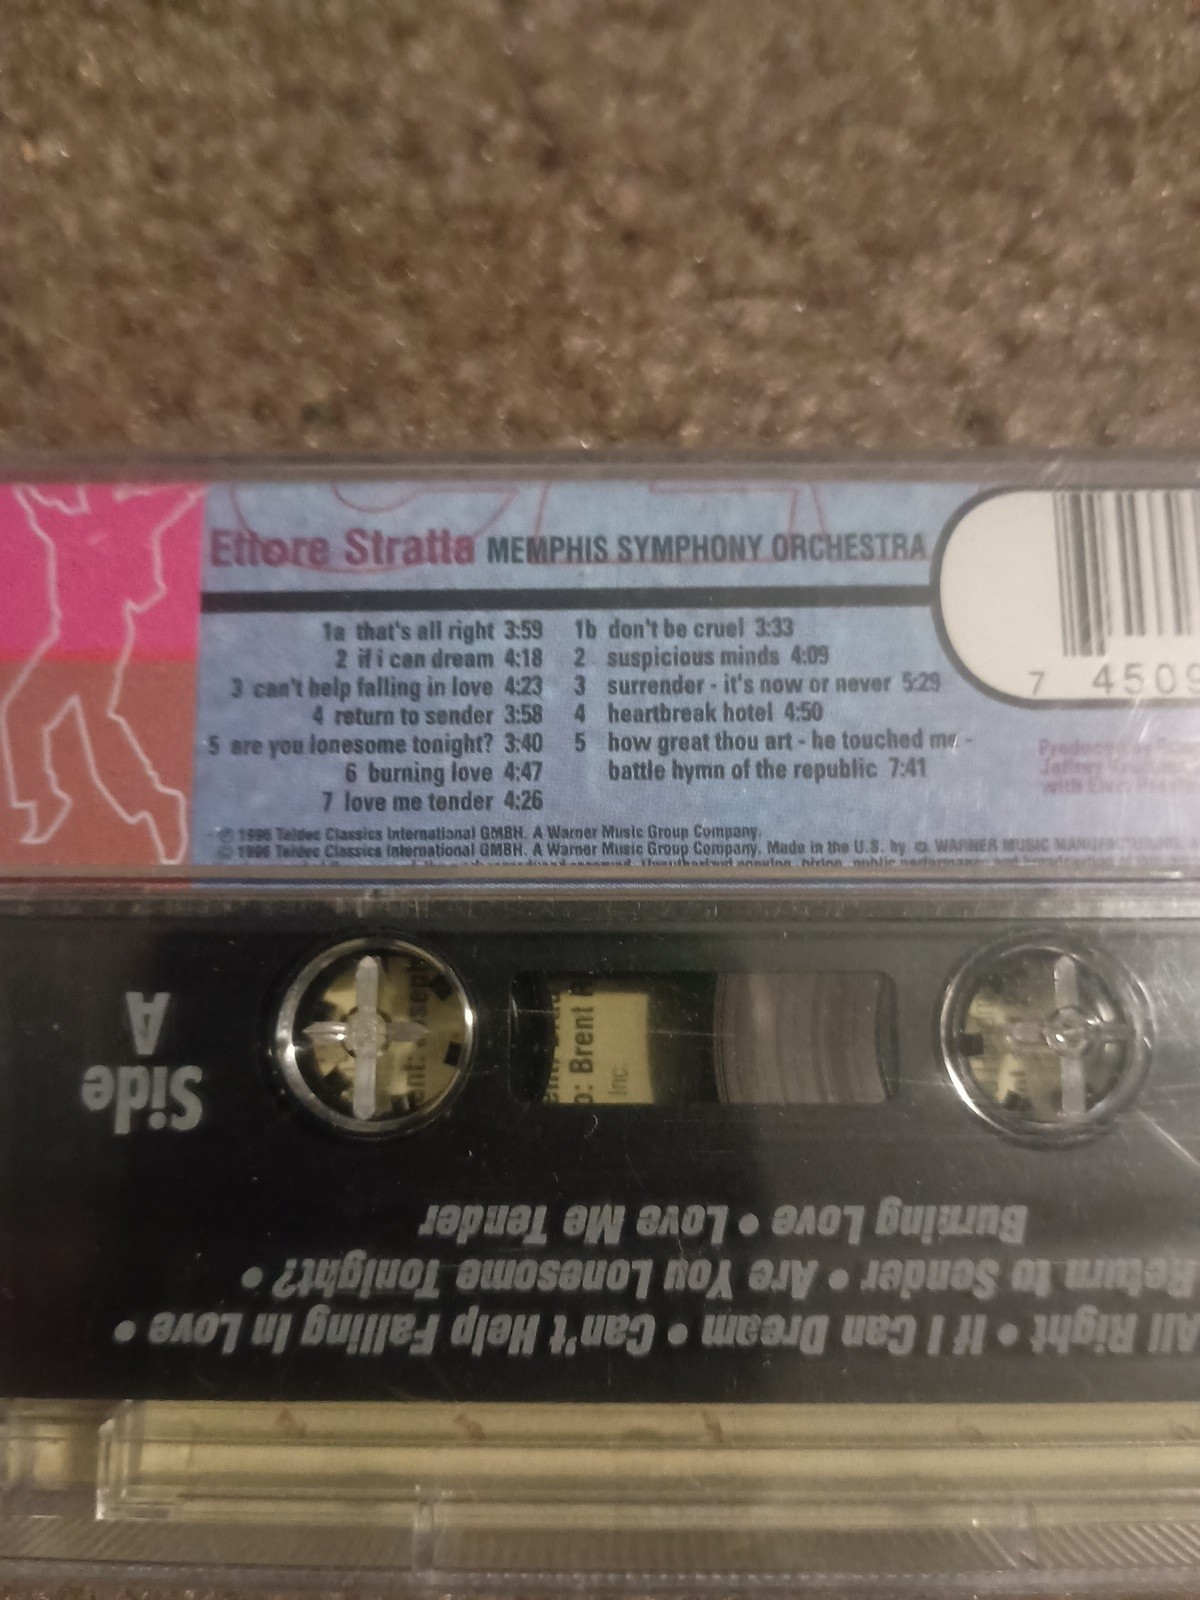 Ettore Stratta MEMPHIS SYMPHONY ORCHESTRA
1a that's all right 3:59
2 if i can dream 4:18
3 can't help falling in love 4:23
4 return to sender 3:58
5 are you lonesome tonight? 3:40
6 burning love 4:47
7 love me tender 4:26
1b don't be cruel 3:33
2 suspicious minds 4:09
3 surrender - it's now or never 5:29
4 heartbreak hotel 4:50
5 how great thou art - he touched me -
battle hymn of the republic 7:41
7 4509
Produced by
with Elvis
℗ 1996 Teldec Classics International GMBH. A Warner Music Group Company.
© 1996 Teldec Classics International GMBH. A Warner Music Group Company. Made in the U.S. by WARNER MUSIC
Side
A
o: Brent R
Inc.
All Right • If I Can Dream • Can't Help Falling In Love •
Return to Sender • Are You Lonesome Tonight? •
Burning Love • Love Me Tender